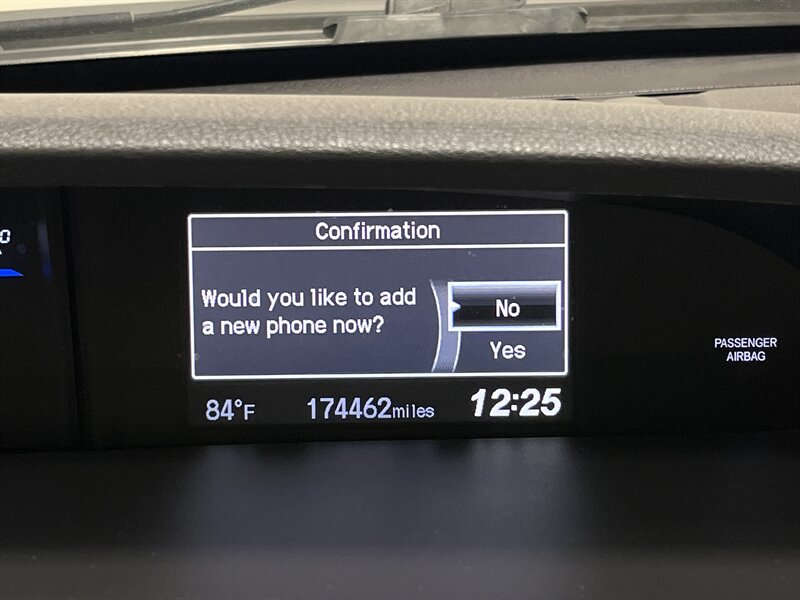 Confirmation
Would you like to add
a new phone now?
No
Yes
PASSENGER
AIRBAG
84°F 174462miles 12:25